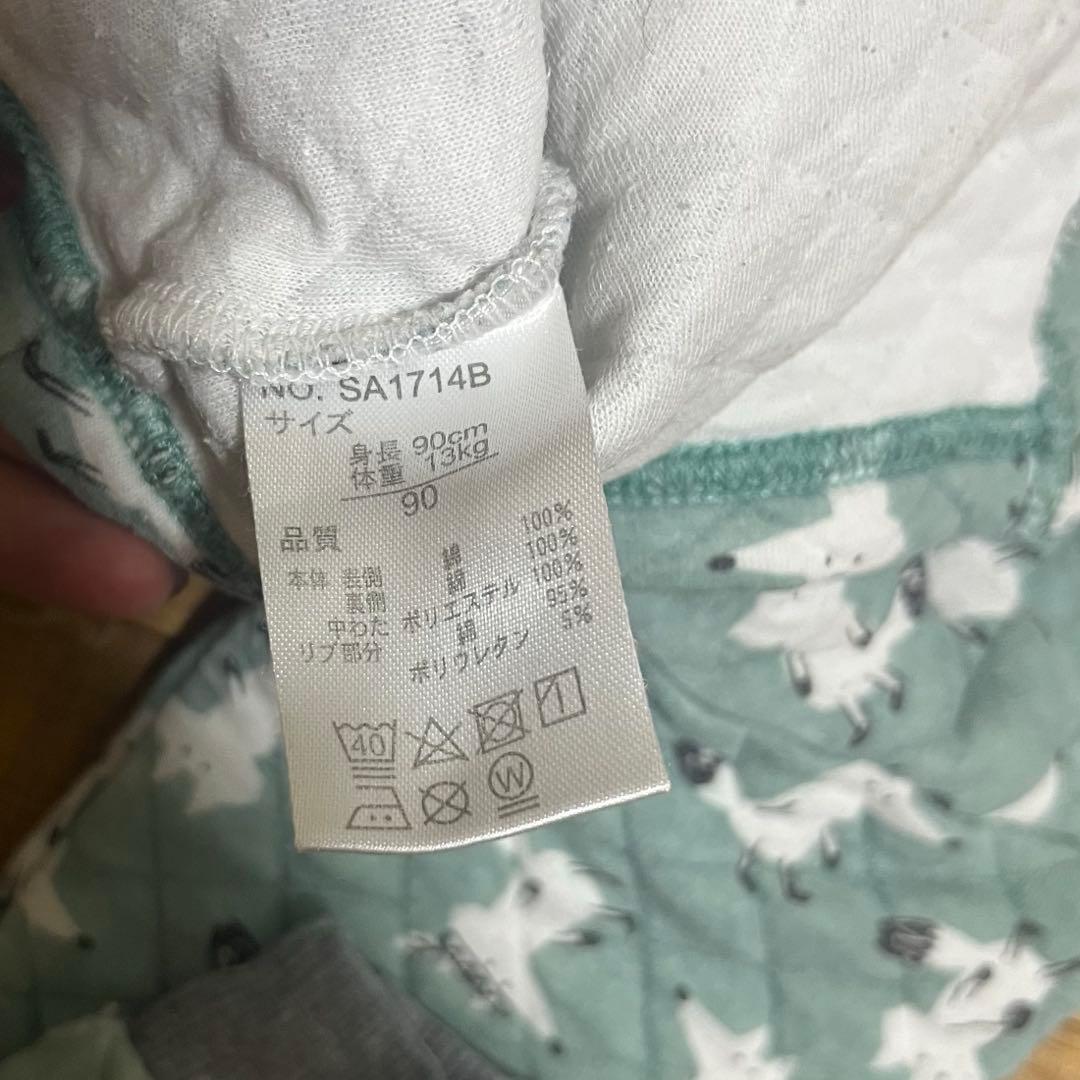 NO. SA1714B
サイズ
身長 90cm
体重 13kg
90
品質
本体 表側 綿 100%
裏側 綿 100%
中わた ポリエステル 100%
リブ部分 綿 95%
ポリウレタン 5%
40
W